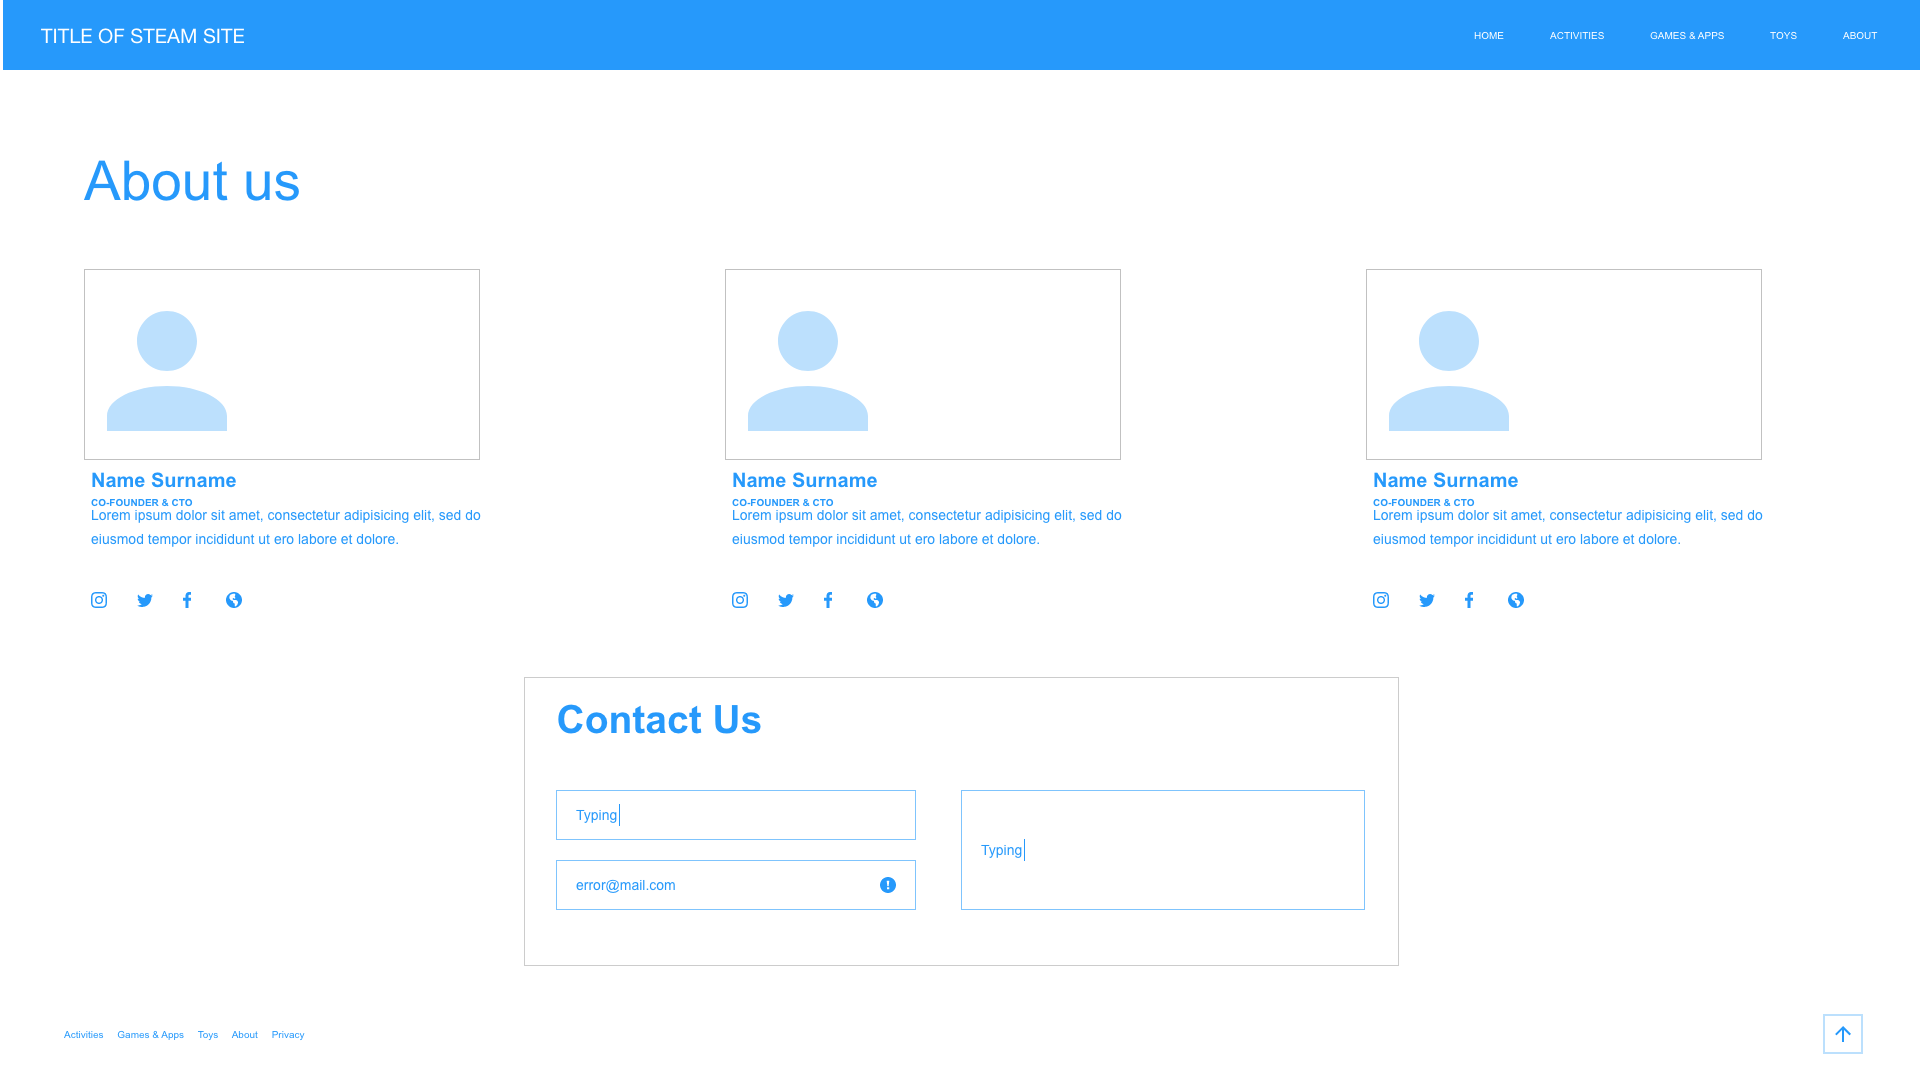 TITLE OF STEAM SITE
HOME ACTIVITIES GAMES & APPS TOYS ABOUT
About us
Name Surname
CO-FOUNDER & CTO
Lorem ipsum dolor sit amet, consectetur adipisicing elit, sed do
eiusmod tempor incididunt ut ero labore et dolore.
Name Surname
CO-FOUNDER & CTO
Lorem ipsum dolor sit amet, consectetur adipisicing elit, sed do
eiusmod tempor incididunt ut ero labore et dolore.
Name Surname
CO-FOUNDER & CTO
Lorem ipsum dolor sit amet, consectetur adipisicing elit, sed do
eiusmod tempor incididunt ut ero labore et dolore.
Contact Us
Typing
error@mail.com
Typing
Activities Games & Apps Toys About Privacy